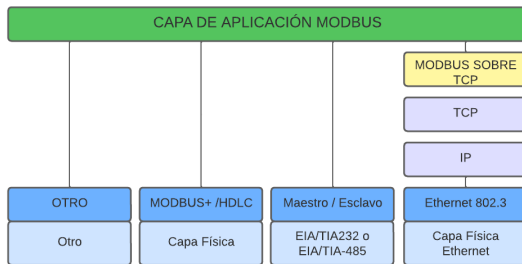 CAPA DE APLICACIÓN MODBUS
MODBUS SOBRE
TCP
TCP
IP
OTRO
MODBUS+ /HDLC
Maestro / Esclavo
Ethernet 802.3
Otro
Capa Física
EIA/TIA232 o
EIA/TIA-485
Capa Física
Ethernet